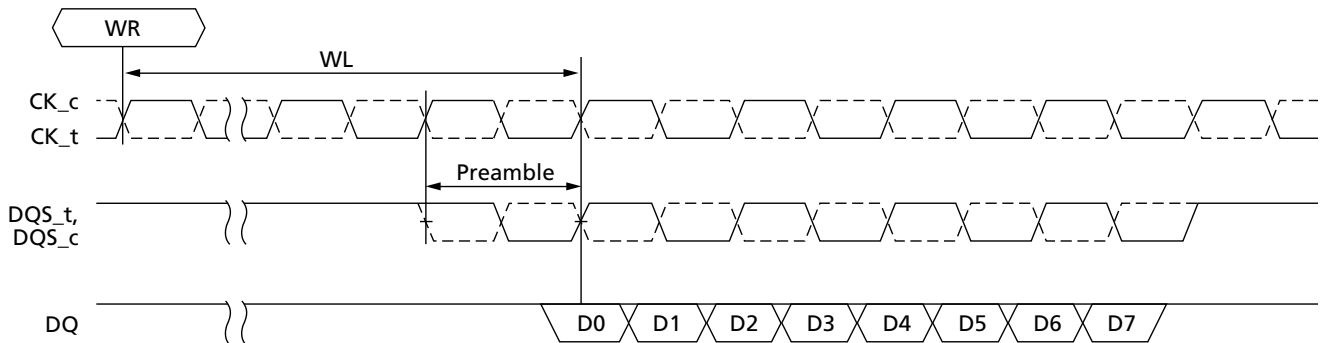 WR
WL
CK_c
CK_t
Preamble
DQS_t,
DQS_c
DQ
D0 D1 D2 D3 D4 D5 D6 D7